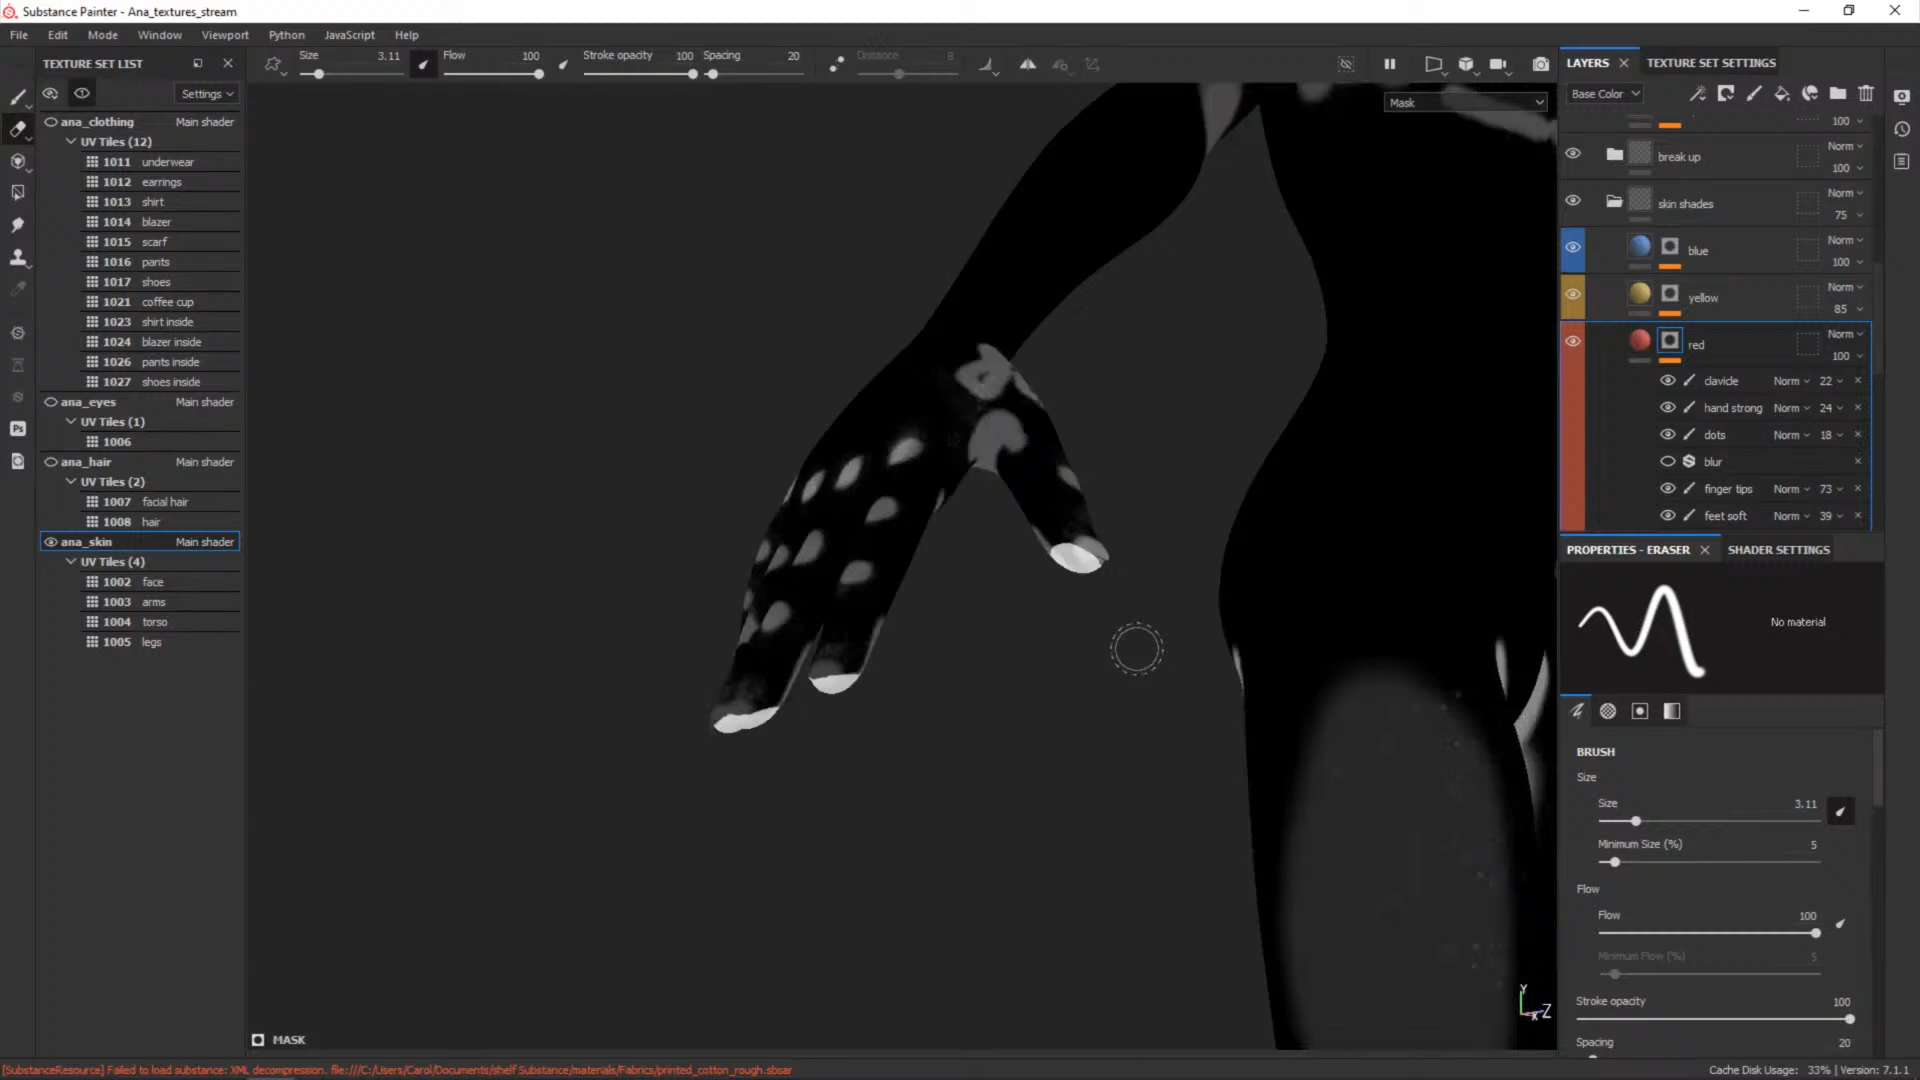 Substance Painter - Ana_textures_stream
File Edit Mode Window Viewport Python JavaScript Help
TEXTURE SET LIST
Size 3.11 Flow 100 Stroke opacity 100 Spacing 20 Distance 8
LAYERS TEXTURE SET SETTINGS
Settings
Mask
Base Color
ana_clothing Main shader
UV Tiles (12)
1011 underwear
1012 earrings
1013 shirt
1014 blazer
1015 scarf
1016 pants
1017 shoes
1021 coffee cup
1023 shirt inside
1024 blazer inside
1026 pants inside
1027 shoes inside
ana_eyes Main shader
UV Tiles (1)
1006
ana_hair Main shader
UV Tiles (2)
1007 facial hair
1008 hair
ana_skin Main shader
UV Tiles (4)
1002 face
1003 arms
1004 torso
1005 legs
Ps
100
break up Norm 100
skin shades Norm 75
blue Norm 100
yellow Norm 85
red Norm 100
clavicle Norm 22
hand strong Norm 24
dots Norm 18
blur
finger tips Norm 73
feet soft Norm 39
PROPERTIES - ERASER SHADER SETTINGS
No material
BRUSH
Size
Size 3.11
Minimum Size (%) 5
Flow
Flow 100
Minimum Flow (%) 5
Stroke opacity 100
Spacing 20
Y
X Z
MASK
[SubstanceResource] Failed to load substance: XML decompression. file:///C:/Users/Carol/Documents/shelf Substance/materials/Fabrics/printed_cotton_rough.sbsar
Cache Disk Usage: 33% | Version: 7.1.1